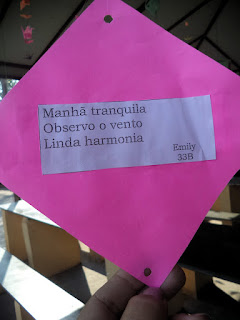 Manhã tranquila
Observo o vento
Linda harmonia
Emily
33B